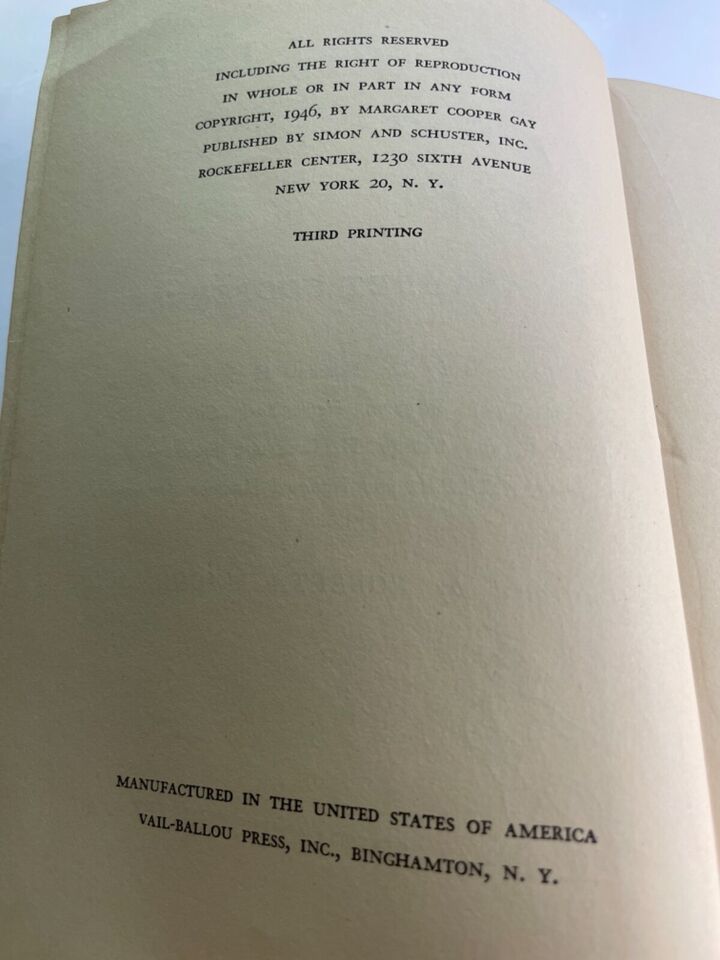 ALL RIGHTS RESERVED
INCLUDING THE RIGHT OF REPRODUCTION
IN WHOLE OR IN PART IN ANY FORM
COPYRIGHT, 1946, BY MARGARET COOPER GAY
PUBLISHED BY SIMON AND SCHUSTER, INC.
ROCKEFELLER CENTER, 1230 SIXTH AVENUE
NEW YORK 20, N. Y.
THIRD PRINTING
MANUFACTURED IN THE UNITED STATES OF AMERICA
VAIL-BALLOU PRESS, INC., BINGHAMTON, N. Y.